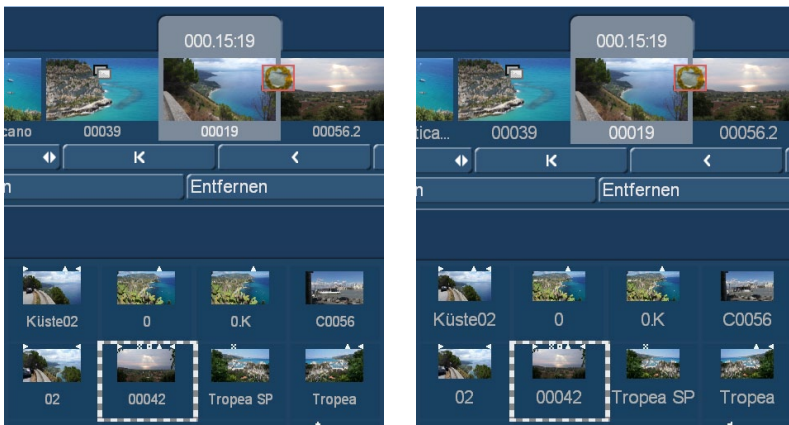 000.15:19
cano 00039 00019 00056.2
Entfernen
Küste02 0 0.K C0056
02 00042 Tropea SP Tropea
000.15:19
tica... 00039 00019 00056.2
n Entfernen
Küste02 0 0.K C0056
02 00042 Tropea SP Tropea